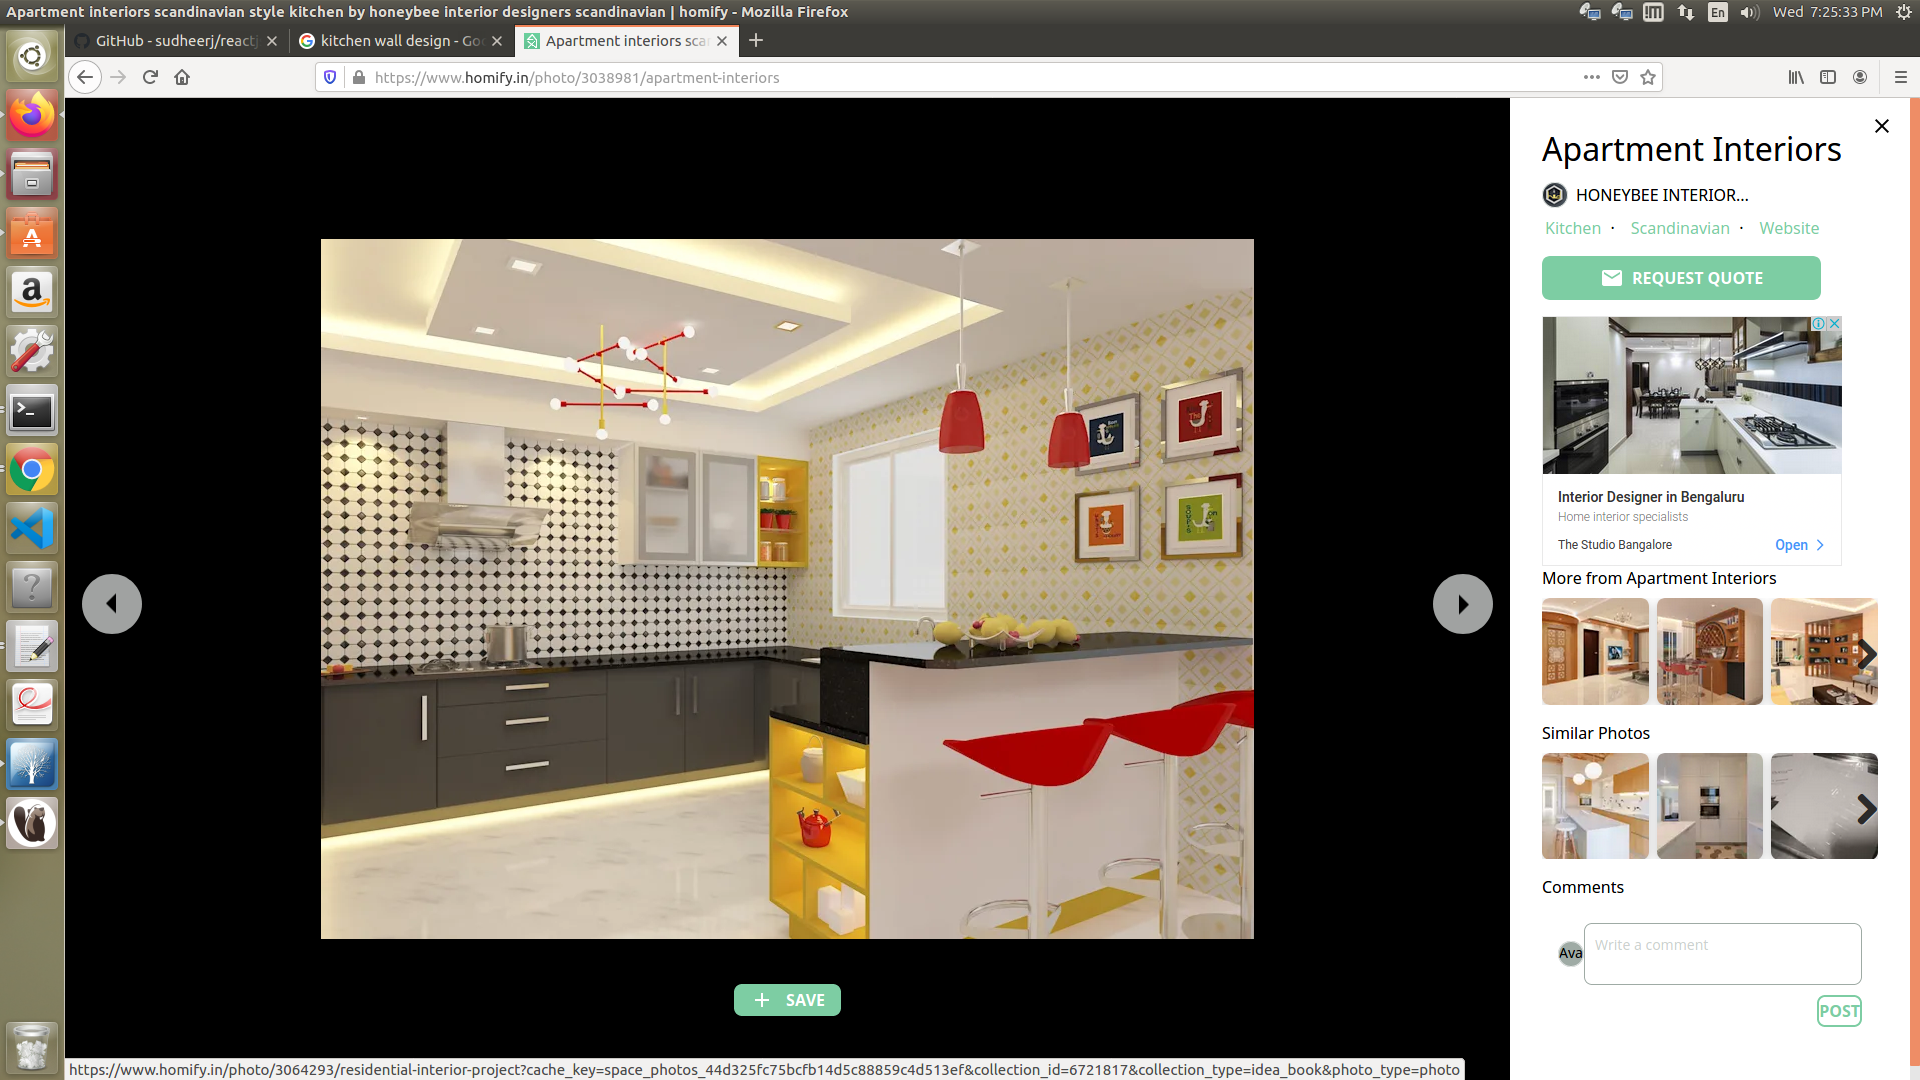 Apartment interiors scandinavian style kitchen by honeybee interior designers scandinavian | homify - Mozilla Firefox
En
Wed 7:25:33 PM
GitHub - sudheerj/reactj
kitchen wall design - Goo
Apartment interiors scan
https://www.homify.in/photo/3038981/apartment-interiors
Apartment Interiors
HONEYBEE INTERIOR...
Kitchen · Scandinavian · Website
REQUEST QUOTE
Interior Designer in Bengaluru
Home interior specialists
The Studio Bangalore
Open
More from Apartment Interiors
Similar Photos
Comments
Ava
Write a comment
POST
SAVE
https://www.homify.in/photo/3064293/residential-interior-project?cache_key=space_photos_44d325fc75bcfb14d5c88859c4d513ef&collection_id=6721817&collection_type=idea_book&photo_type=photo